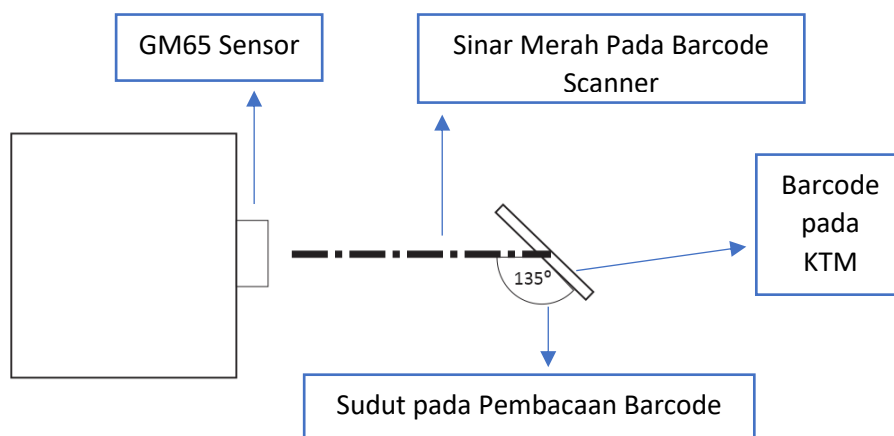 GM65 Sensor
Sinar Merah Pada Barcode
Scanner
Barcode
pada
KTM
135°
Sudut pada Pembacaan Barcode